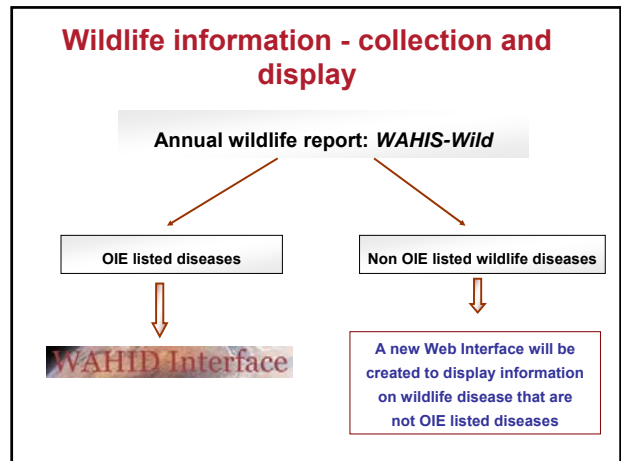 Wildlife information - collection and
display
Annual wildlife report: WAHIS-Wild
OIE listed diseases
Non OIE listed wildlife diseases
WAHID Interface
A new Web Interface will be
created to display information
on wildlife disease that are
not OIE listed diseases